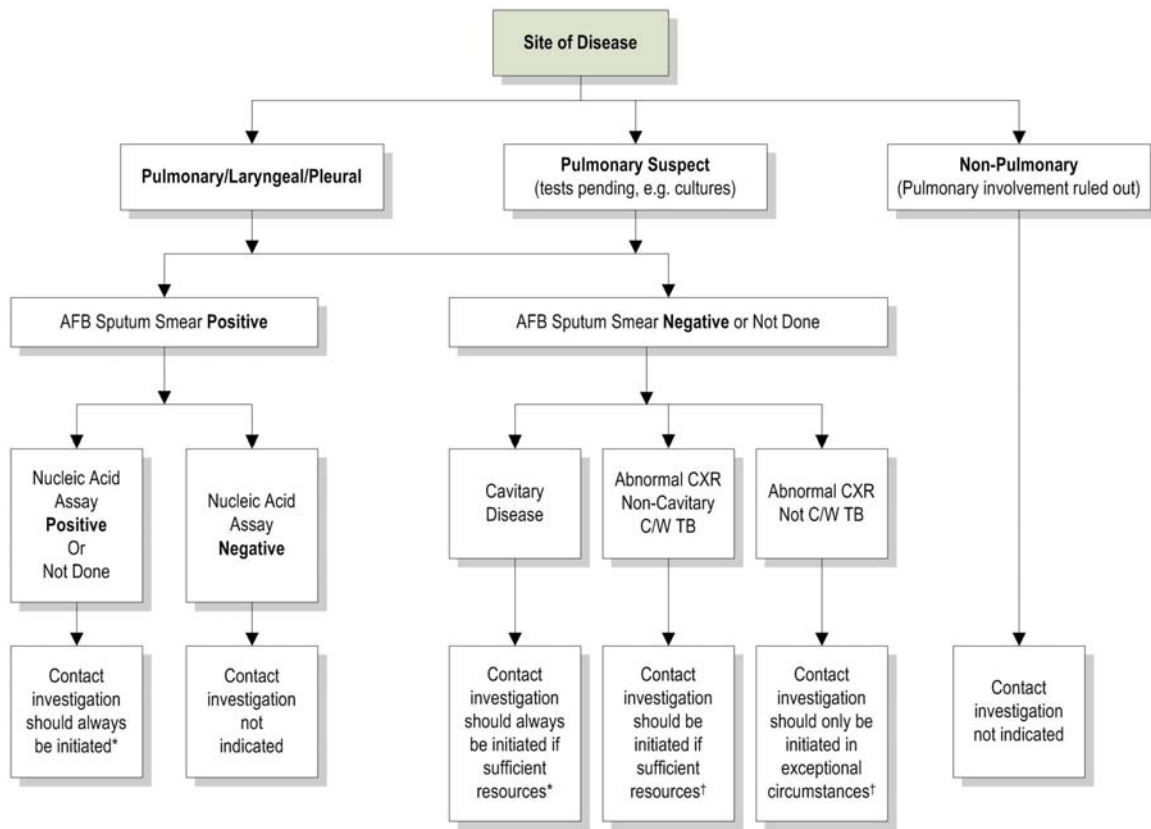 Site of Disease
Pulmonary/Laryngeal/Pleural
Pulmonary Suspect
(tests pending, e.g. cultures)
Non-Pulmonary
(Pulmonary involvement ruled out)
AFB Sputum Smear Positive
AFB Sputum Smear Negative or Not Done
Nucleic Acid
Assay
Positive
Or
Not Done
Nucleic Acid
Assay
Negative
Cavitary
Disease
Abnormal CXR
Non-Cavitary
C/W TB
Abnormal CXR
Not C/W TB
Contact
investigation
should always
be initiated*
Contact
investigation
not
indicated
Contact
investigation
should always
be initiated if
sufficient
resources*
Contact
investigation
should be
initiated if
sufficient
resources†
Contact
investigation
should only be
initiated in
exceptional
circumstances†
Contact
investigation
not indicated